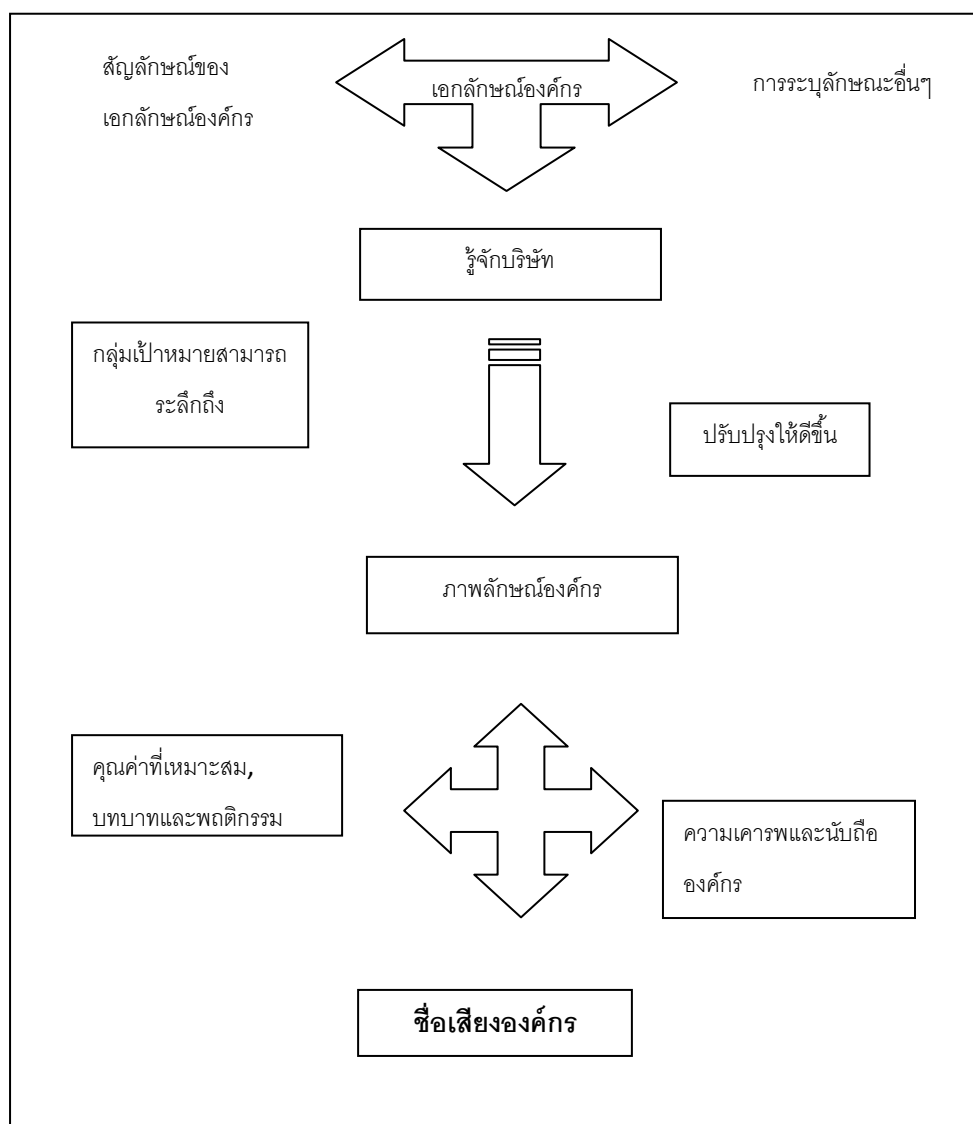 สัญลักษณ์ของ
เอกลักษณ์องค์กร
เอกลักษณ์องค์กร
การระบุลักษณะอื่นๆ
รู้จักบริษัท
กลุ่มเป้าหมายสามารถ
ระลึกถึง
ปรับปรุงให้ดีขึ้น
ภาพลักษณ์องค์กร
คุณค่าที่เหมาะสม,
บทบาทและพฤติกรรม
ความเคารพและนับถือ
องค์กร
ชื่อเสียงองค์กร